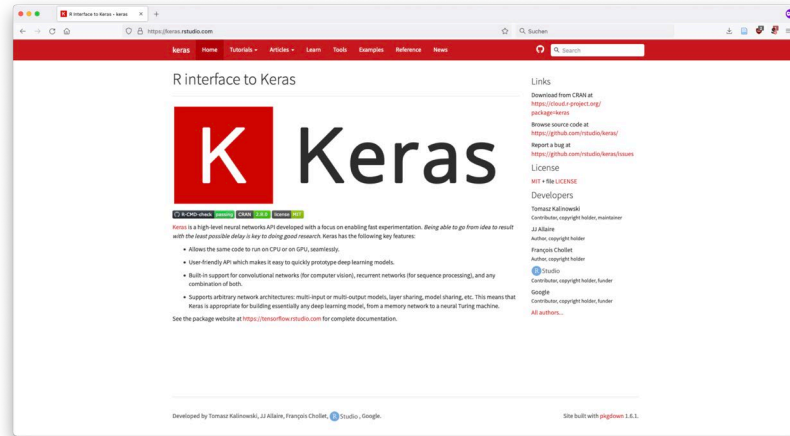 R interface to Keras • keras
https://keras.rstudio.com
Suchen
keras Home Tutorials Articles Learn Tools Examples Reference News
Search
R interface to Keras
K Keras
R-CMD-check passing CRAN 2.8.0 license MIT
Keras is a high-level neural networks API developed with a focus on enabling fast experimentation. Being able to go from idea to result
with the least possible delay is key to doing good research. Keras has the following key features:
• Allows the same code to run on CPU or on GPU, seamlessly.
• User-friendly API which makes it easy to quickly prototype deep learning models.
• Built-in support for convolutional networks (for computer vision), recurrent networks (for sequence processing), and any
combination of both.
• Supports arbitrary network architectures: multi-input or multi-output models, layer sharing, model sharing, etc. This means that
Keras is appropriate for building essentially any deep learning model, from a memory network to a neural Turing machine.
See the package website at https://tensorflow.rstudio.com for complete documentation.
Links
Download from CRAN at
https://cloud.r-project.org/
package=keras
Browse source code at
https://github.com/rstudio/keras/
Report a bug at
https://github.com/rstudio/keras/issues
License
MIT + file LICENSE
Developers
Tomasz Kalinowski
Contributor, copyright holder, maintainer
JJ Allaire
Author, copyright holder
François Chollet
Author, copyright holder
R Studio
Contributor, copyright holder, funder
Google
Contributor, copyright holder, funder
All authors...
Developed by Tomasz Kalinowski, JJ Allaire, François Chollet, R Studio, Google.
Site built with pkgdown 1.6.1.